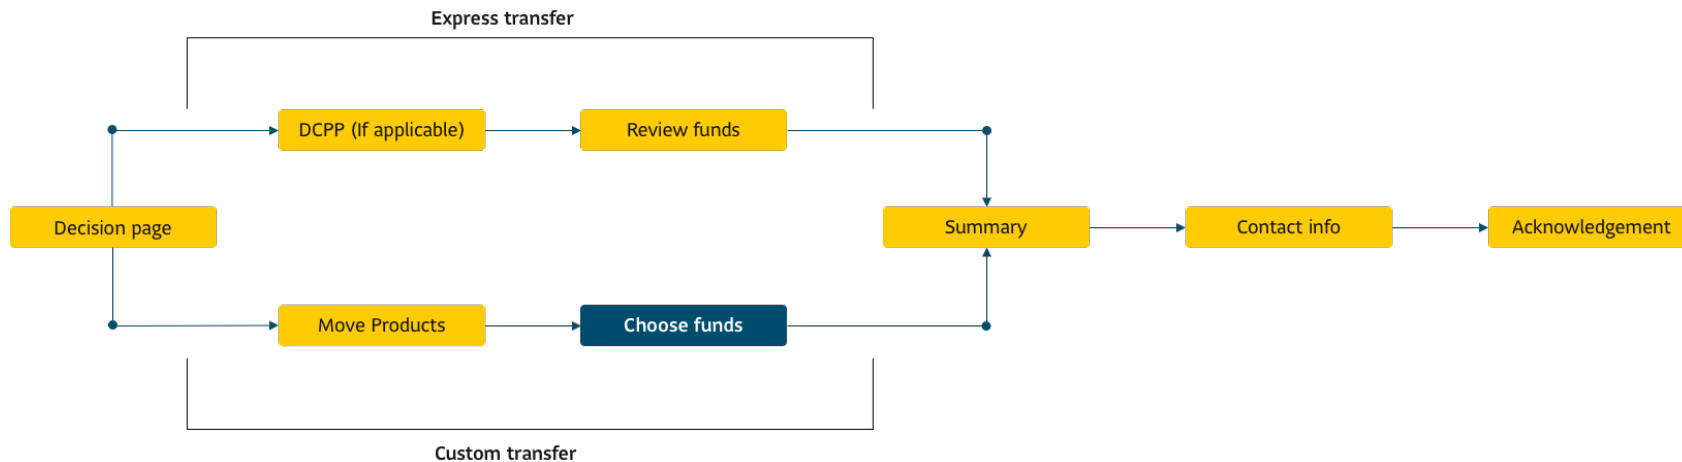 Express transfer
DCPP (If applicable)
Review funds
Decision page
Summary
Contact info
Acknowledgement
Move Products
Choose funds
Custom transfer